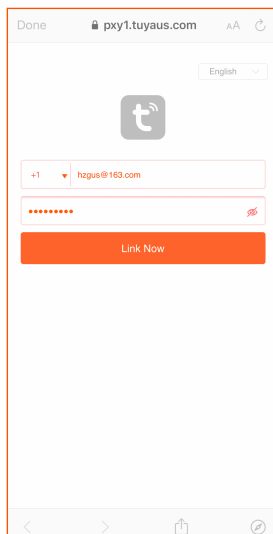 Done pxy1.tuyaus.com AA
English
t
+1 hzgus@163.com
•••••••••
Link Now